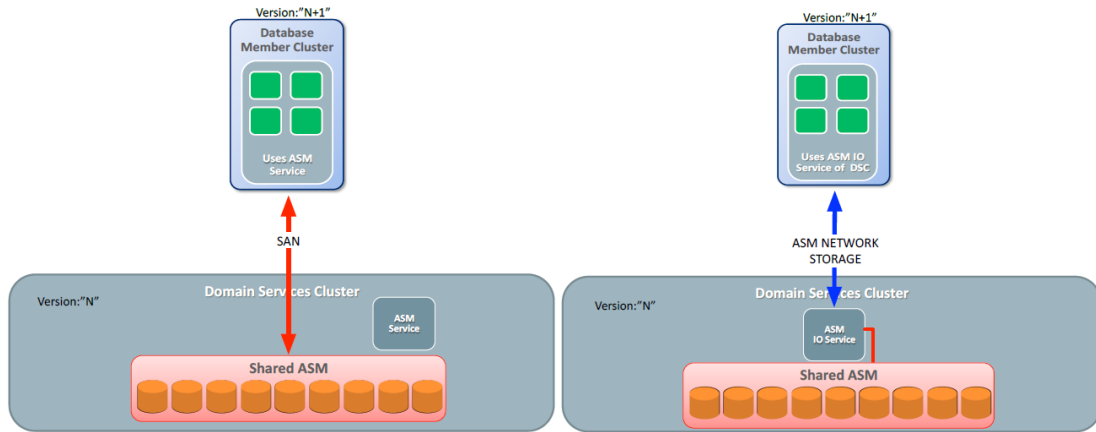 Version:”N+1”
Database
Member Cluster
Uses ASM
Service
SAN
Version:”N”
Domain Services Cluster
ASM
Service
Shared ASM
Version:”N+1”
Database
Member Cluster
Uses ASM IO
Service of DSC
ASM NETWORK
STORAGE
Version:”N”
Domain Services Cluster
ASM
IO Service
Shared ASM